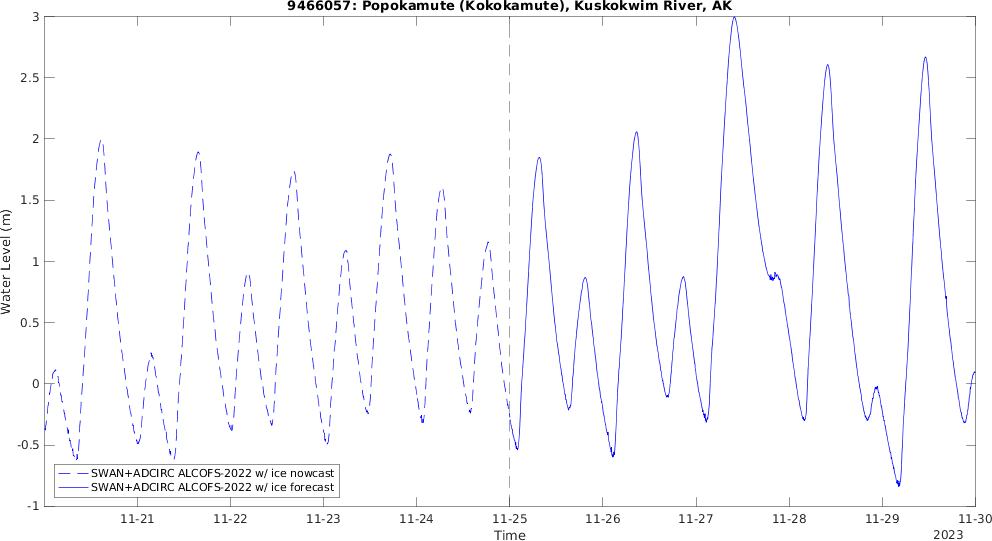 9466057: Popokamute (Kokokamute), Kuskokwim River, AK
3
2.5
2
1.5
1
0.5
0
-0.5
-1
Water Level (m)
SWAN+ADCIRC ALCOFS-2022 w/ ice nowcast
SWAN+ADCIRC ALCOFS-2022 w/ ice forecast
11-21 11-22 11-23 11-24 11-25 11-26 11-27 11-28 11-29 11-30
Time
2023